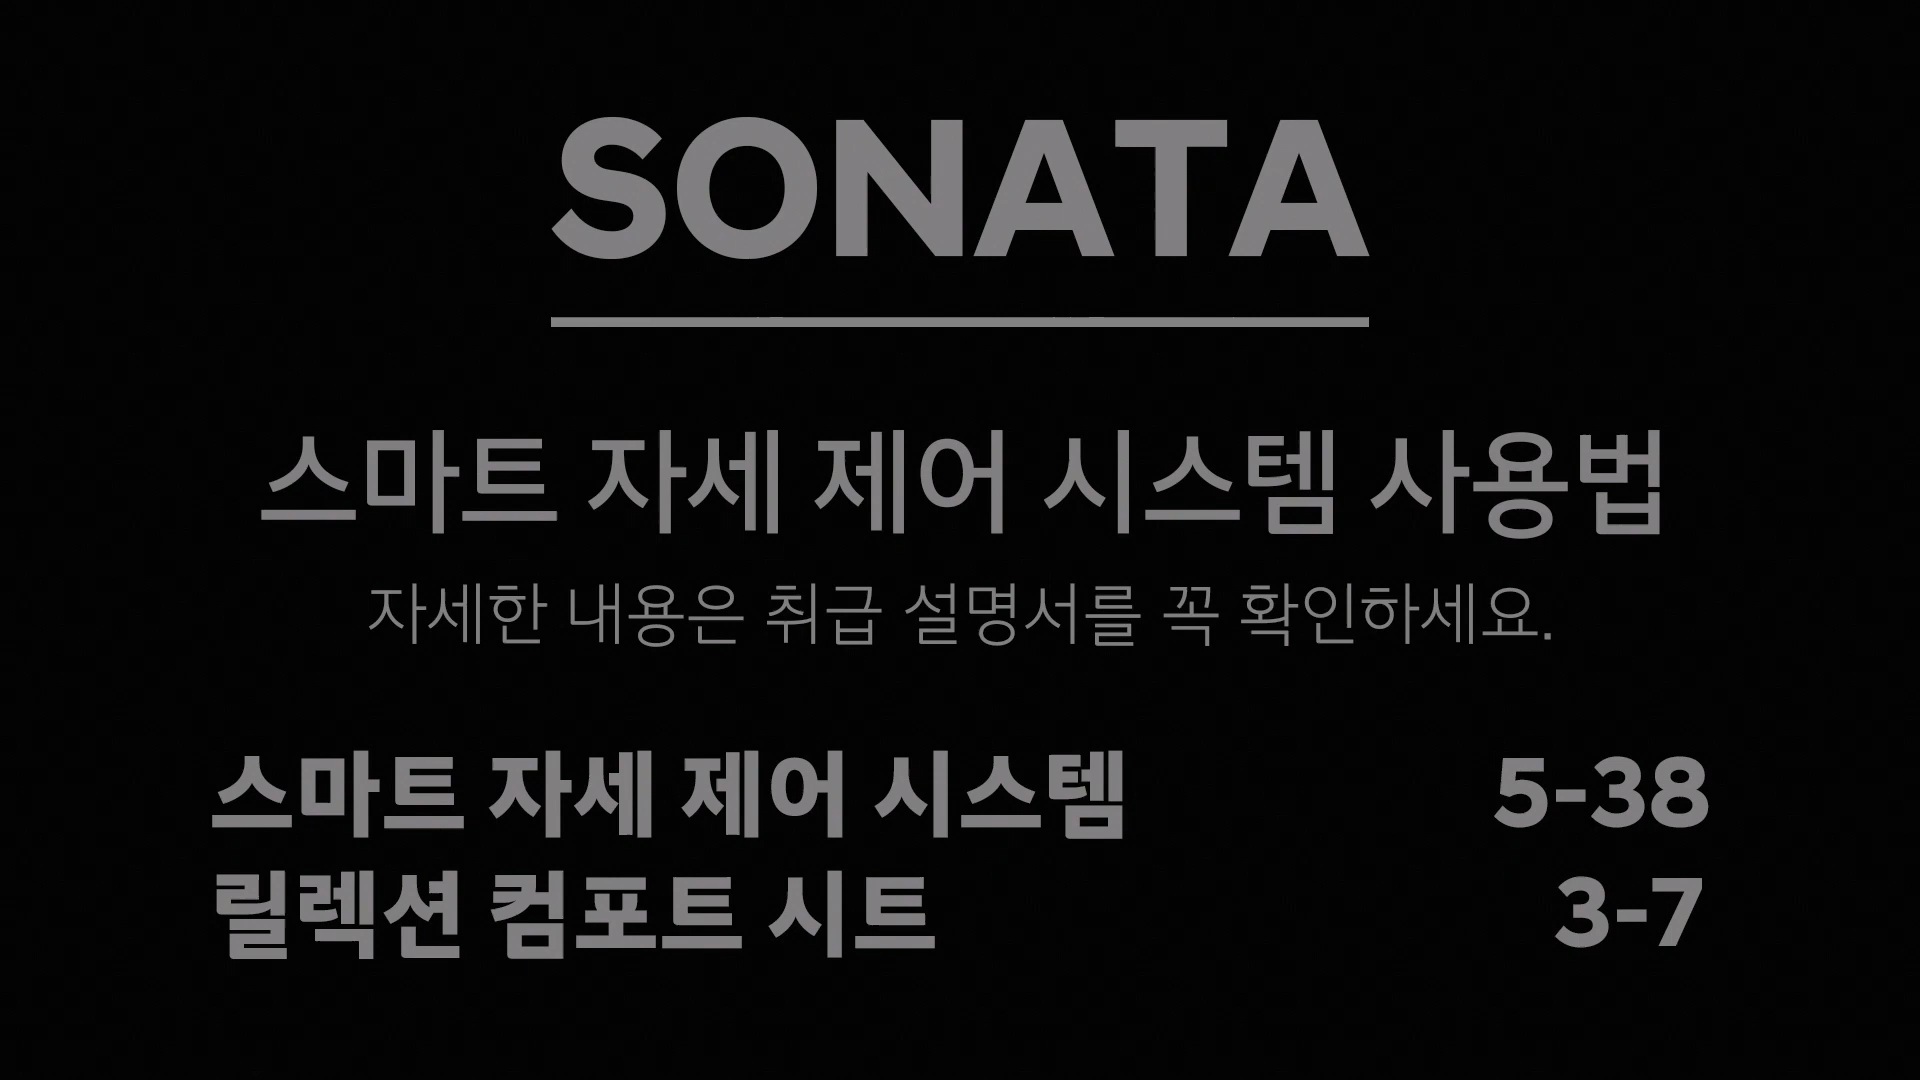 SONATA
스마트 자세 제어 시스템 사용법
자세한 내용은 취급 설명서를 꼭 확인하세요.
스마트 자세 제어 시스템 5-38
릴렉션 컴포트 시트 3-7